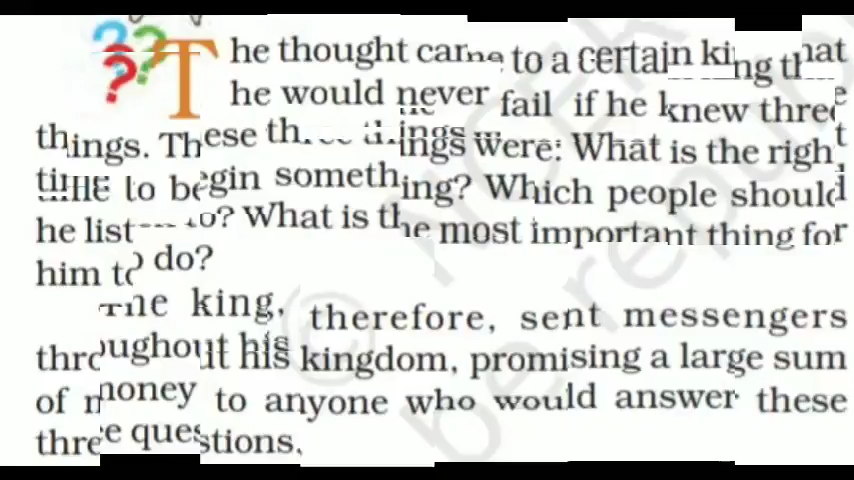 The thought came to a certain king that
he would never fail if he knew three
things. These three things were: What is the right
time to begin something? Which people should
he listen to? What is the most important thing for
him to do?
The king, therefore, sent messengers
throughout his kingdom, promising a large sum
of money to anyone who would answer these
three questions.